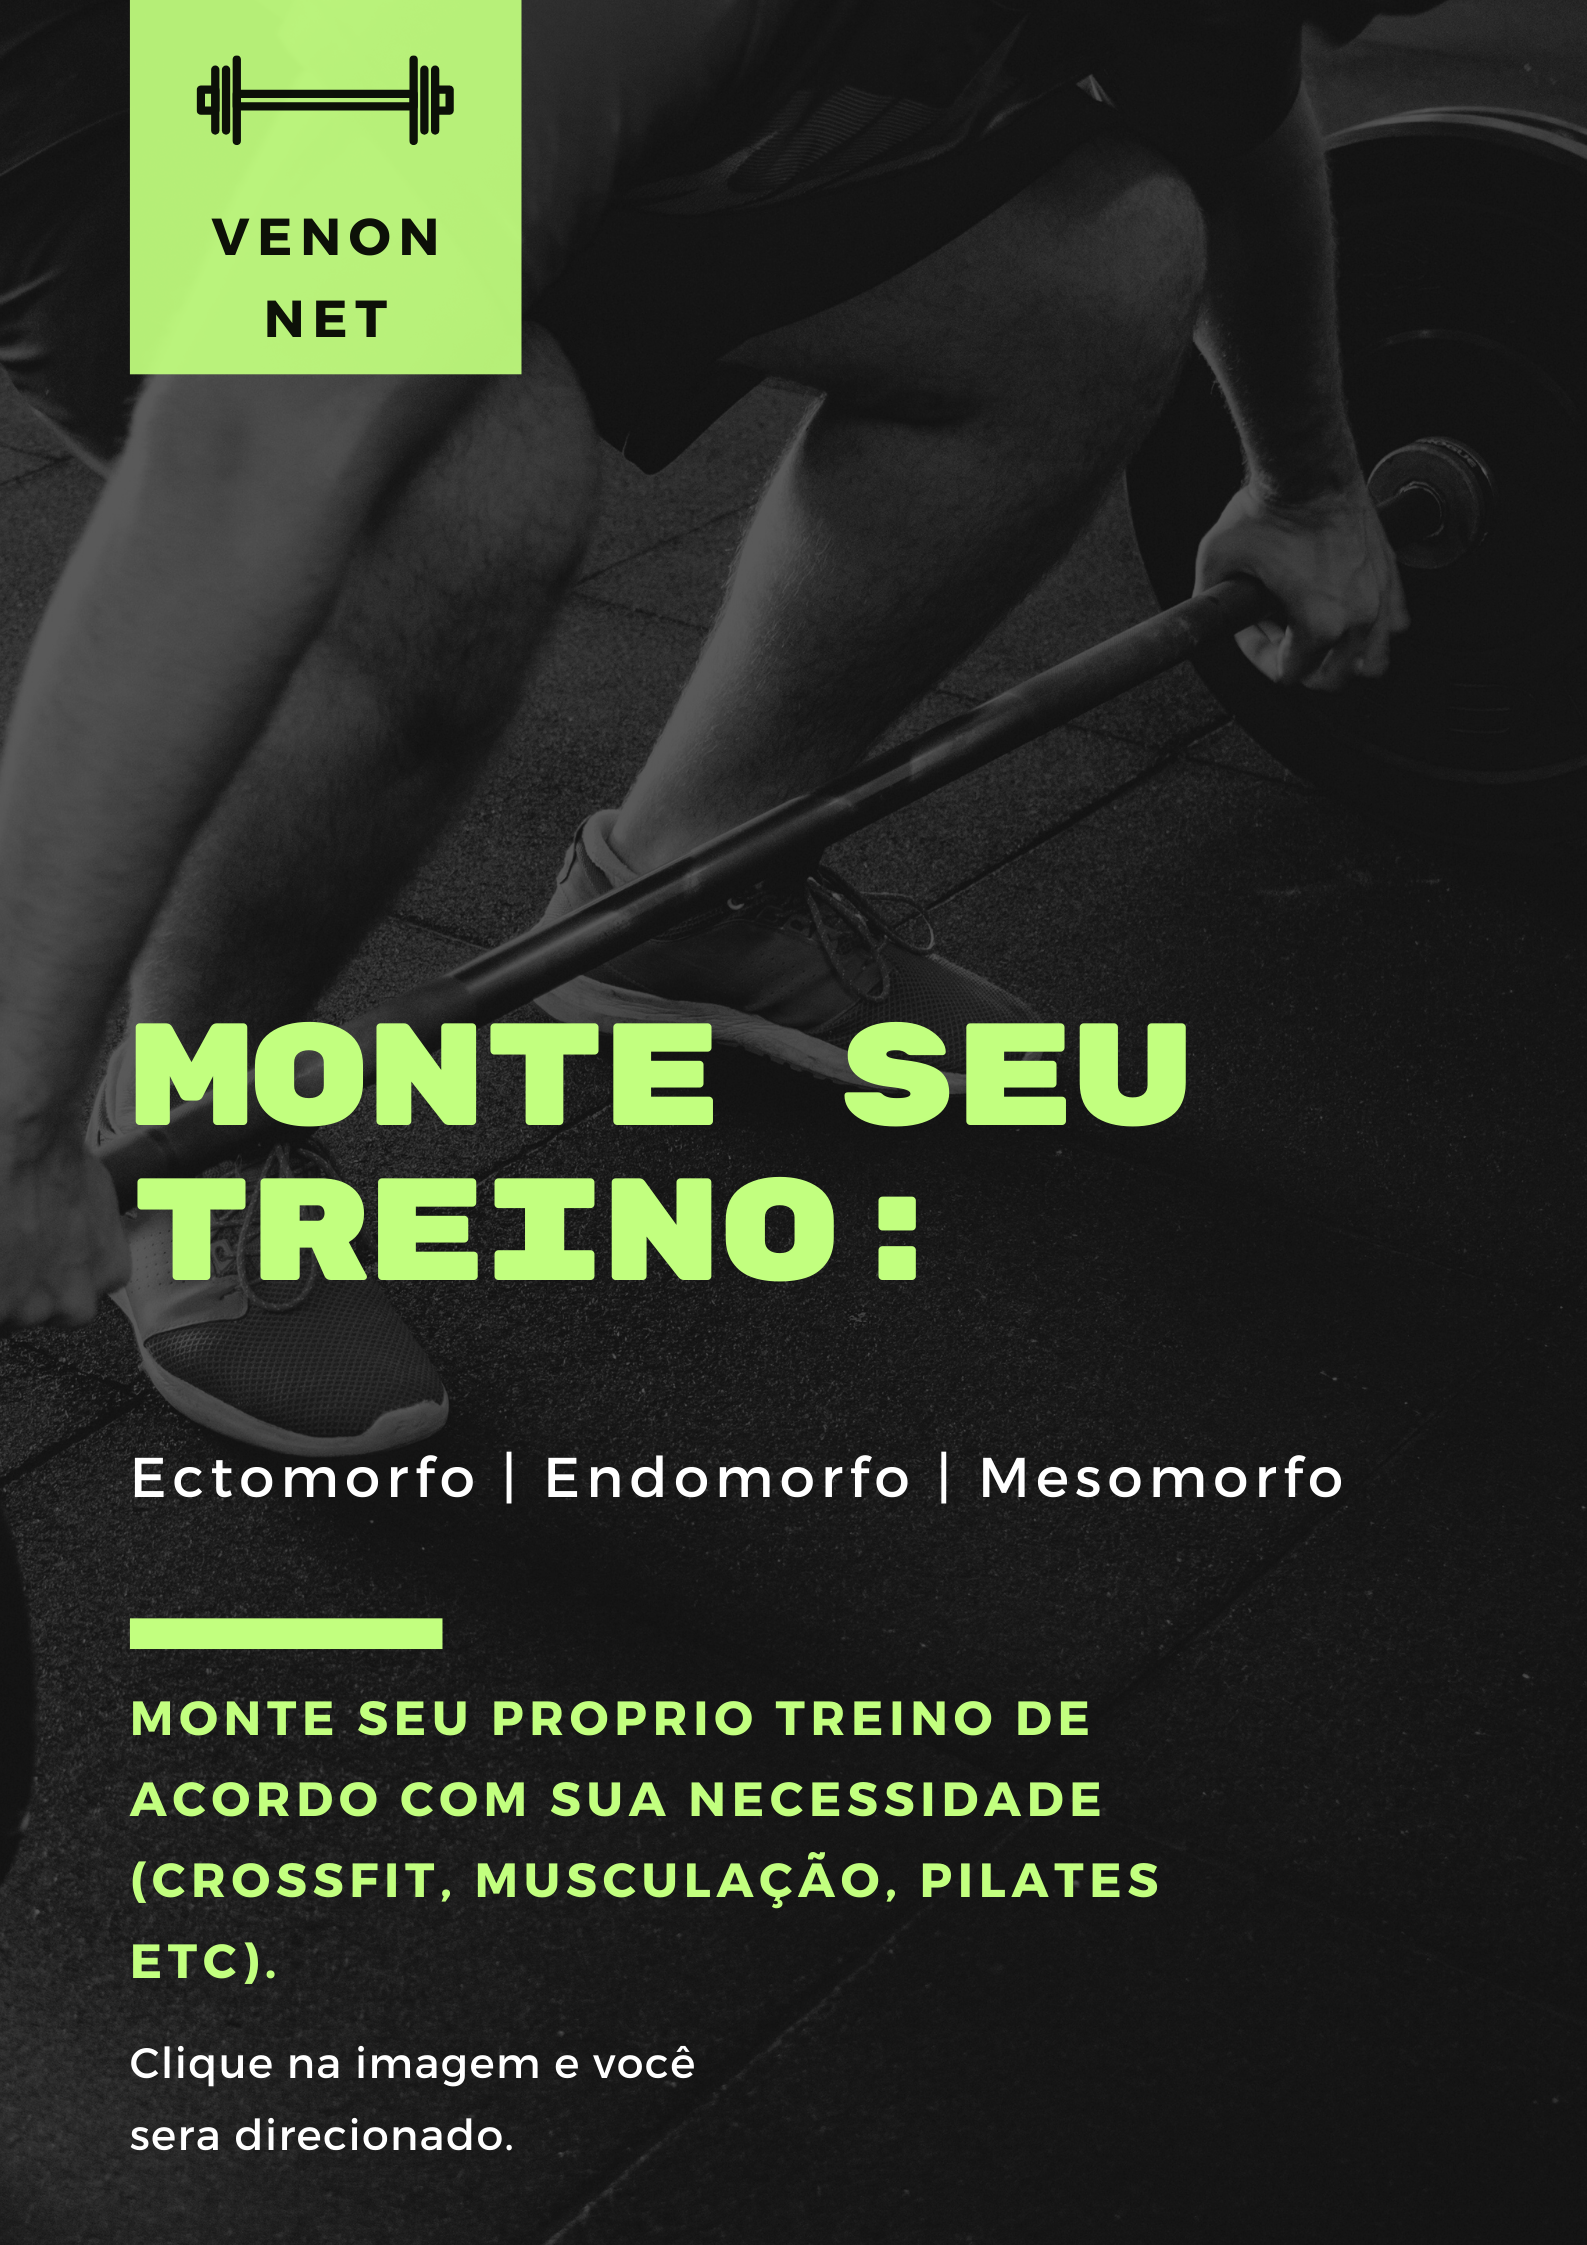 VENON
NET
MONTE SEU
TREINO:
Ectomorfo | Endomorfo | Mesomorfo
MONTE SEU PROPRIO TREINO DE
ACORDO COM SUA NECESSIDADE
(CROSSFIT, MUSCULAÇÃO, PILATES
ETC).
Clique na imagem e você
sera direcionado.